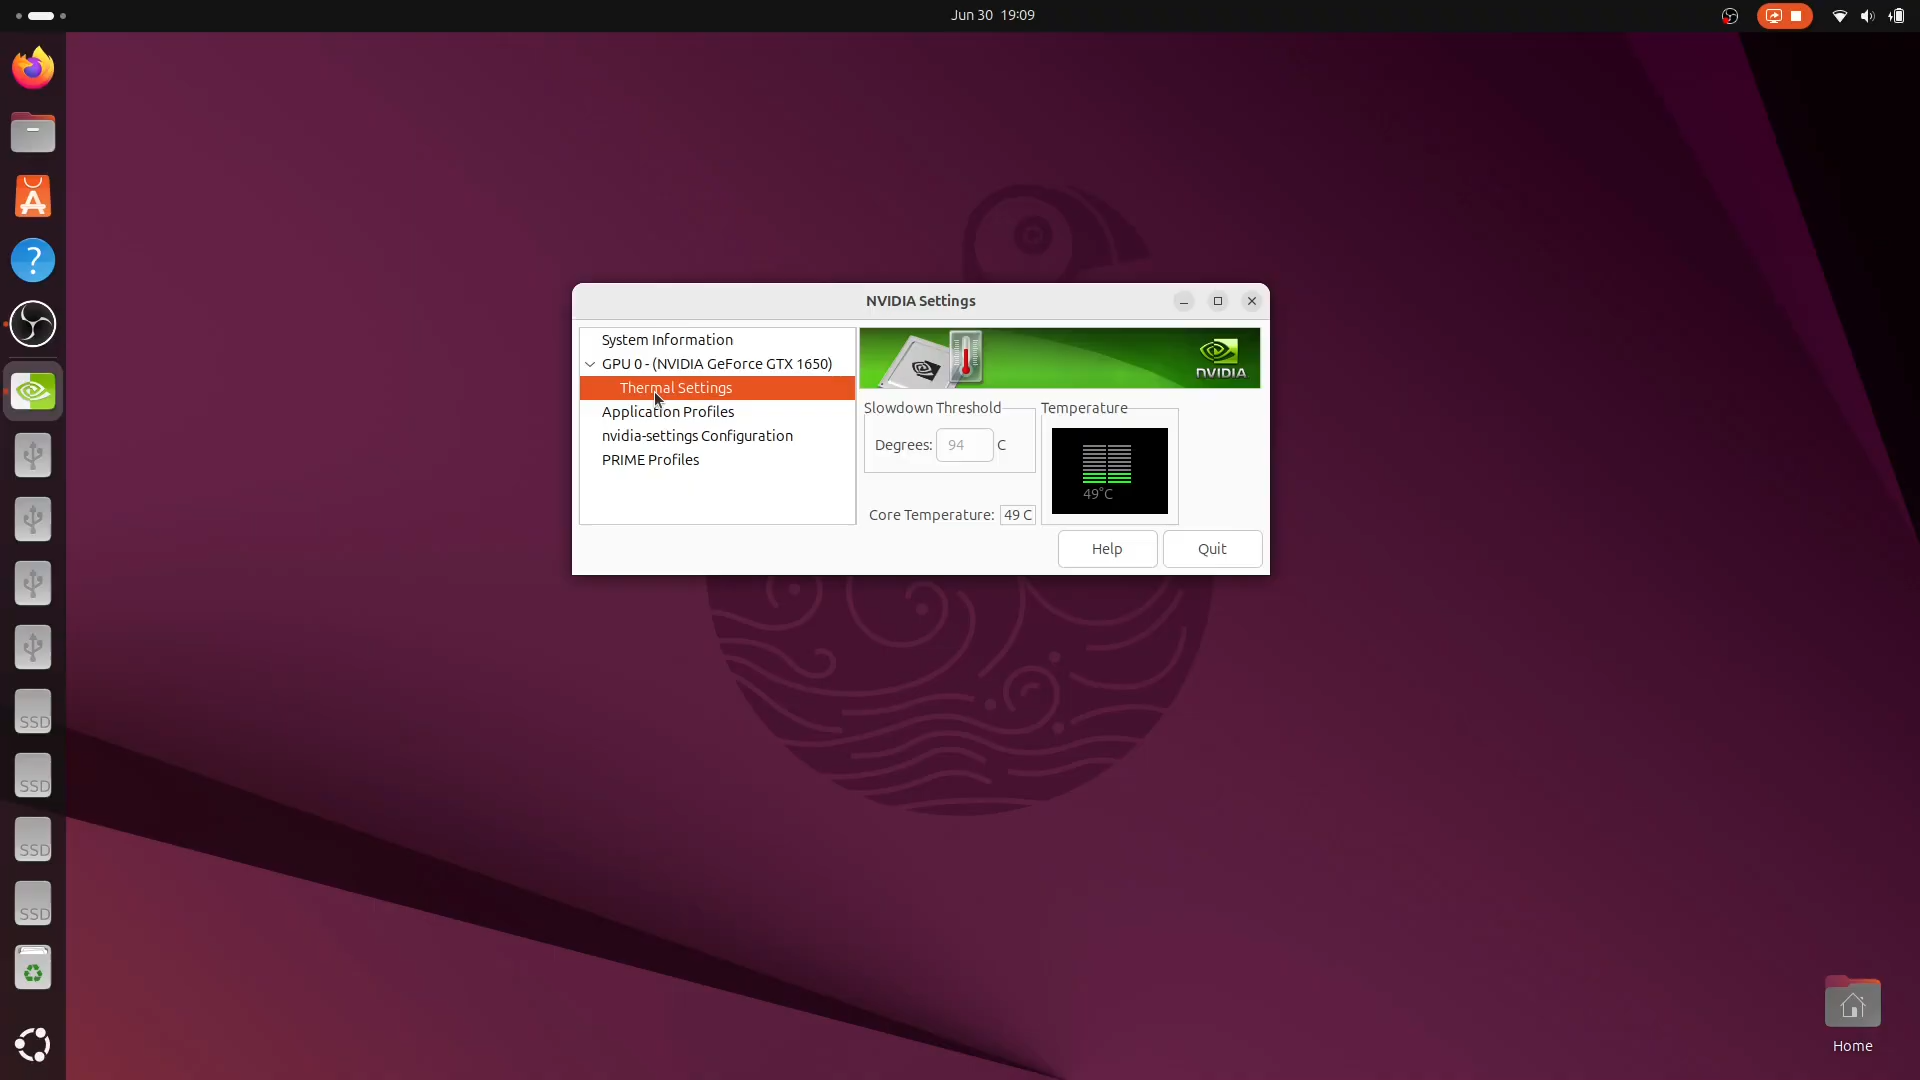 Jun 30 19:09
NVIDIA Settings
System Information
GPU 0 - (NVIDIA GeForce GTX 1650)
Thermal Settings
Application Profiles
nvidia-settings Configuration
PRIME Profiles
NVIDIA
Slowdown Threshold
Degrees: 94 C
Temperature
49°C
Core Temperature: 49 C
Help
Quit
SSD
SSD
SSD
SSD
Home